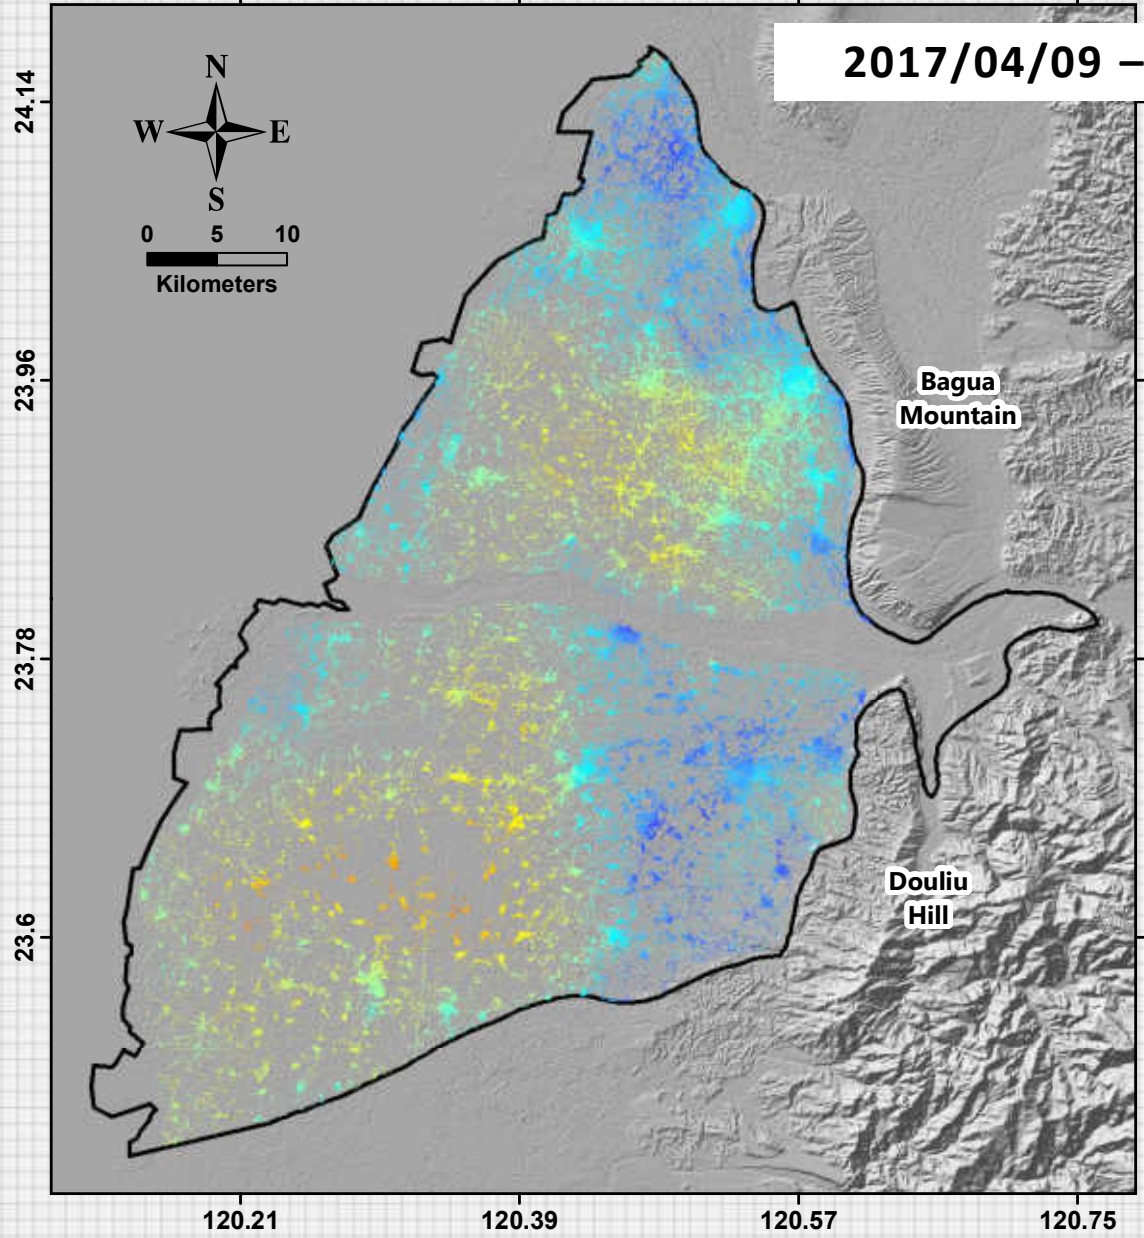 2017/04/09 –
N
W E
S
0 5 10
Kilometers
24.14
23.96
23.78
23.6
Bagua
Mountain
Douliu
Hill
120.21 120.39 120.57 120.75